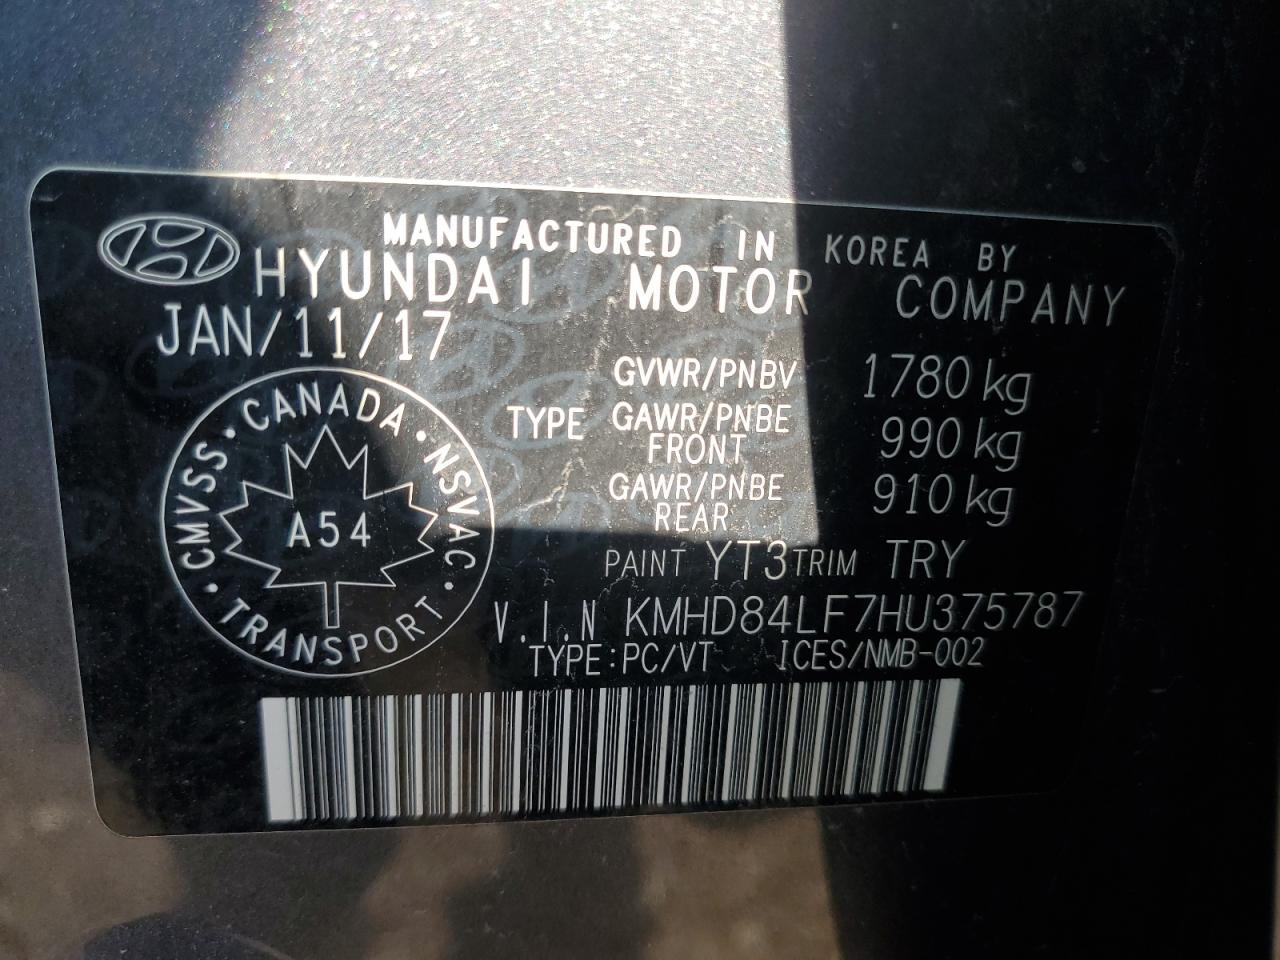 MANUFACTURED IN KOREA BY
HYUNDAI MOTOR COMPANY
JAN/11/17
GVWR/PNBV 1780 kg
TYPE GAWR/PNBE FRONT 990 kg
GAWR/PNBE REAR 910 kg
CMVSS · CANADA · NSVAC · TRANSPORT ·
A54
PAINT YT3 TRIM TRY
V.I.N KMHD84LF7HU375787
TYPE:PC/VT ICES/NMB-002